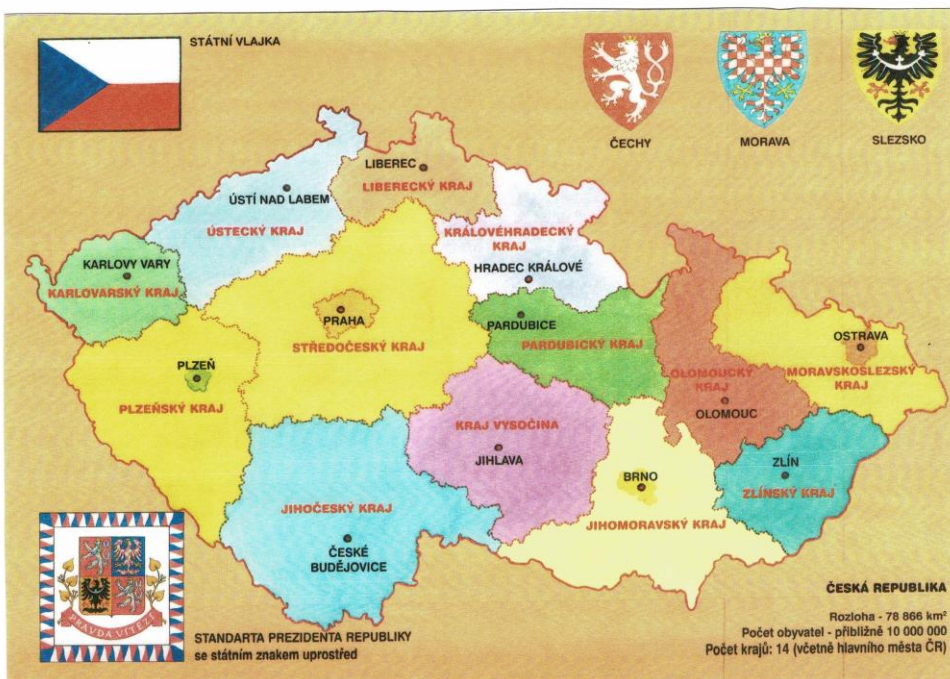 STÁTNÍ VLAJKA
ČECHY
MORAVA
SLEZSKO
LIBEREC
LIBERECKÝ KRAJ
ÚSTÍ NAD LABEM
ÚSTECKÝ KRAJ
KRÁLOVÉHRADECKÝ
KRAJ
HRADEC KRÁLOVÉ
KARLOVY VARY
KARLOVARSKÝ KRAJ
PRAHA
STŘEDOČESKÝ KRAJ
PARDUBICE
PARDUBICKÝ KRAJ
OSTRAVA
MORAVSKOSLEZSKÝ
KRAJ
PLZEŇ
PLZEŇSKÝ KRAJ
OLOMOUCKÝ
KRAJ
OLOMOUC
KRAJ VYSOČINA
JIHLAVA
BRNO
JIHOMORAVSKÝ KRAJ
ZLÍN
ZLÍNSKÝ KRAJ
JIHOČESKÝ KRAJ
ČESKÉ
BUDĚJOVICE
PRAVDA VÍTĚZÍ
STANDARTA PREZIDENTA REPUBLIKY
se státním znakem uprostřed
ČESKÁ REPUBLIKA
Rozloha - 78 866 km²
Počet obyvatel - přibližně 10 000 000
Počet krajů: 14 (včetně hlavního města ČR)